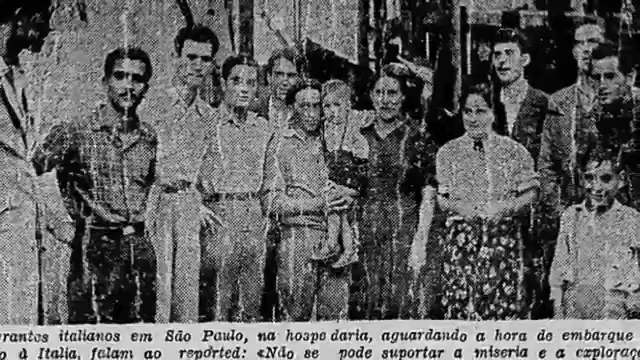 rantes italianos em São Paulo, na hospedaria, aguardando a hora de embarque
o à Italia, falam ao repórted: «Não se pode suportar a miseria e explora